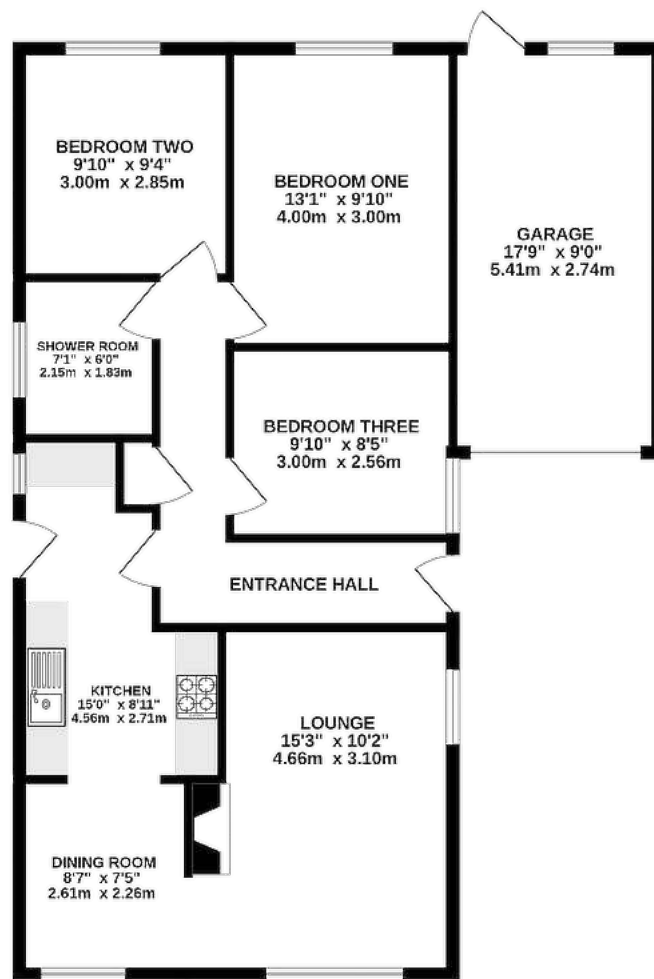 BEDROOM TWO
9'10" x 9'4"
3.00m x 2.85m
BEDROOM ONE
13'1" x 9'10"
4.00m x 3.00m
GARAGE
17'9" x 9'0"
5.41m x 2.74m
SHOWER ROOM
7'1" x 6'0"
2.15m x 1.83m
BEDROOM THREE
9'10" x 8'5"
3.00m x 2.56m
ENTRANCE HALL
KITCHEN
15'0" x 8'11"
4.56m x 2.71m
LOUNGE
15'3" x 10'2"
4.66m x 3.10m
DINING ROOM
8'7" x 7'5"
2.61m x 2.26m